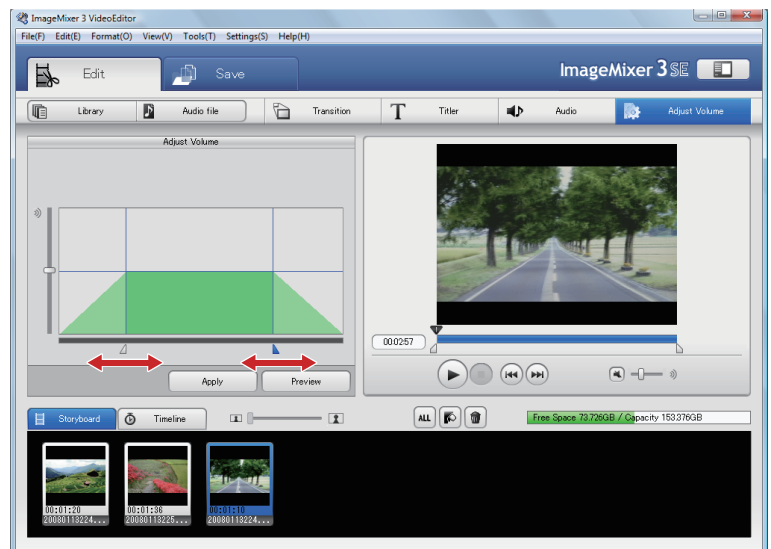 ImageMixer 3 VideoEditor
File(F) Edit(E) Format(O) View(V) Tools(T) Settings(S) Help(H)
Edit
Save
ImageMixer 3 SE
Library
Audio file
Transition
T
Titler
Audio
Adjust Volume
Adjust Volume
Apply
Preview
00:02:57
Storyboard
Timeline
ALL
Free Space 73.726GB / Capacity 153.376GB
00:01:20
20080113224...
00:01:36
20080113225...
00:01:10
20080113224...